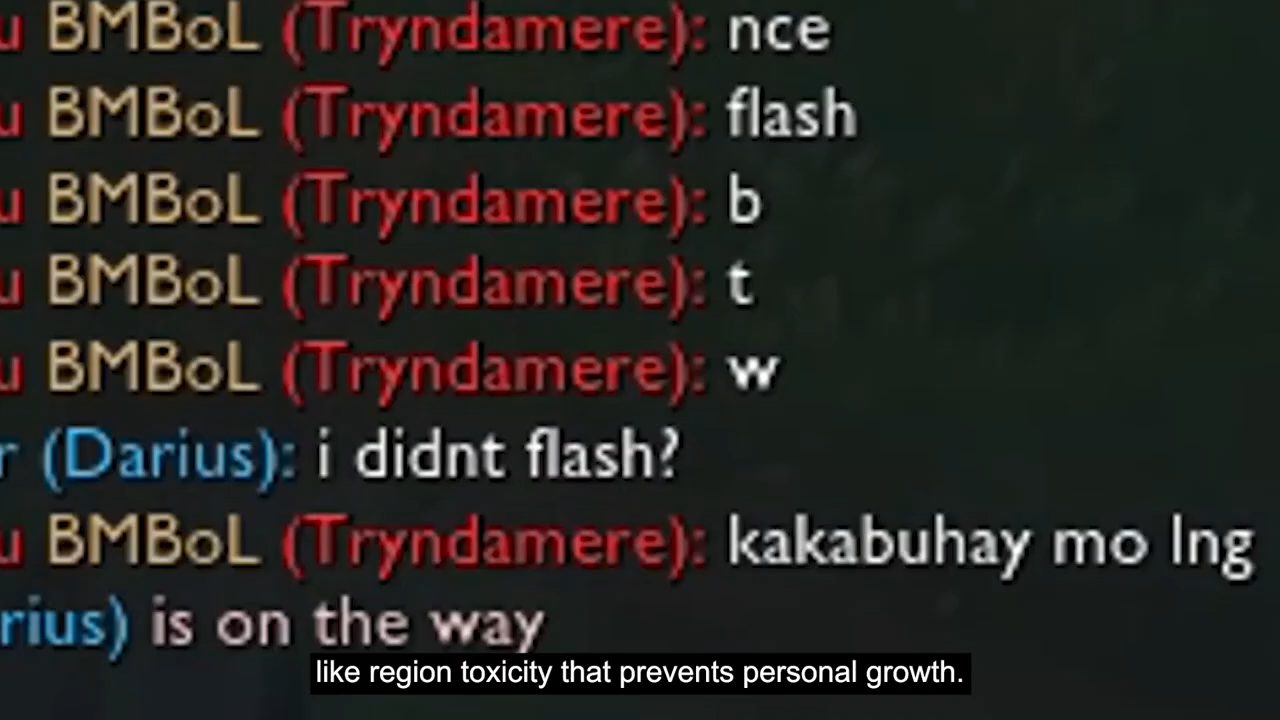 u BMBoL (Tryndamere): nce
u BMBoL (Tryndamere): flash
u BMBoL (Tryndamere): b
u BMBoL (Tryndamere): t
u BMBoL (Tryndamere): w
r (Darius): i didnt flash?
u BMBoL (Tryndamere): kakabuhay mo lng
rius) is on the way
like region toxicity that prevents personal growth.